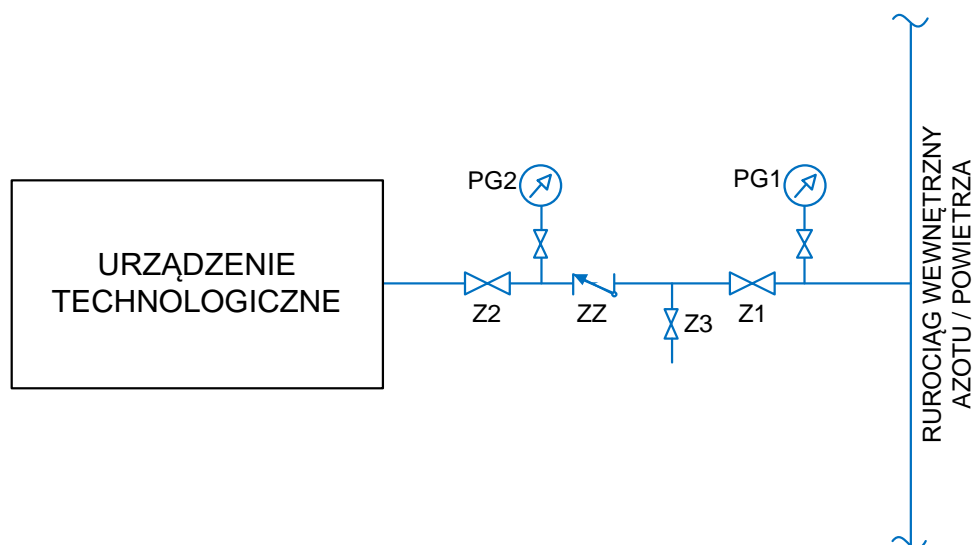 URZĄDZENIE
TECHNOLOGICZNE
PG2
PG1
Z2
ZZ
Z3
Z1
RUROCIĄG WEWNĘTRZNY
AZOTU / POWIETRZA